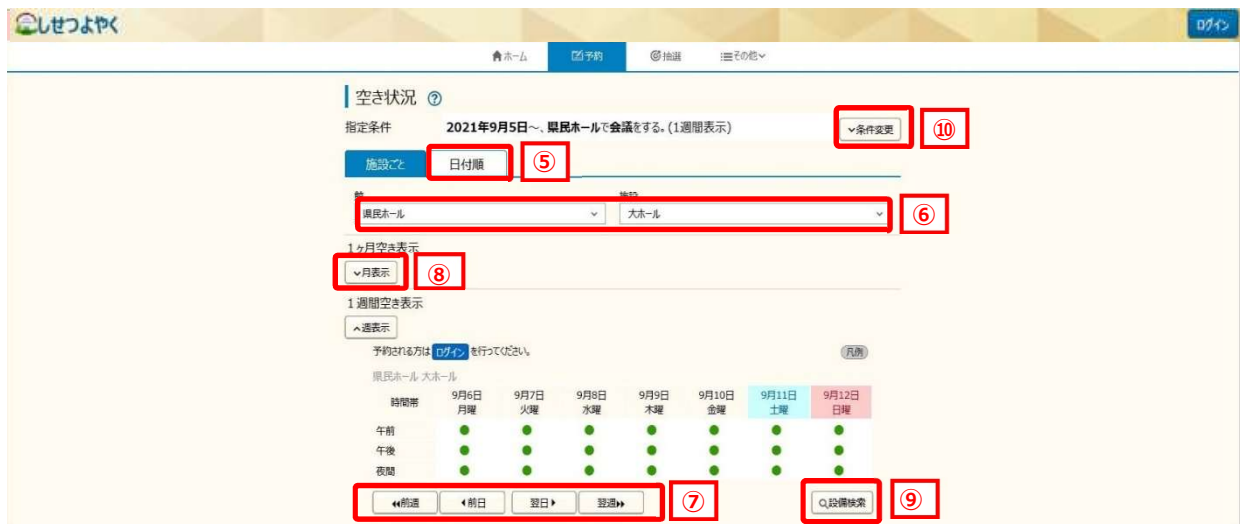 しせつよやく
ログイン
ホーム 予約 抽選 その他
空き状況 ?
指定条件 2021年9月5日～、県民ホールで会議をする。(1週間表示) 条件変更 ⑩
施設ごと 日付順 ⑤
館 施設
県民ホール 大ホール ⑥
1ヶ月空き表示
月表示 ⑧
1週間空き表示
週表示
予約される方は ログイン を行ってください。 凡例
県民ホール 大ホール
時間帯 9月6日 9月7日 9月8日 9月9日 9月10日 9月11日 9月12日
月曜 火曜 水曜 木曜 金曜 土曜 日曜
午前
午後
夜間
前週 前日 翌日 翌週 ⑦ 設備検索 ⑨